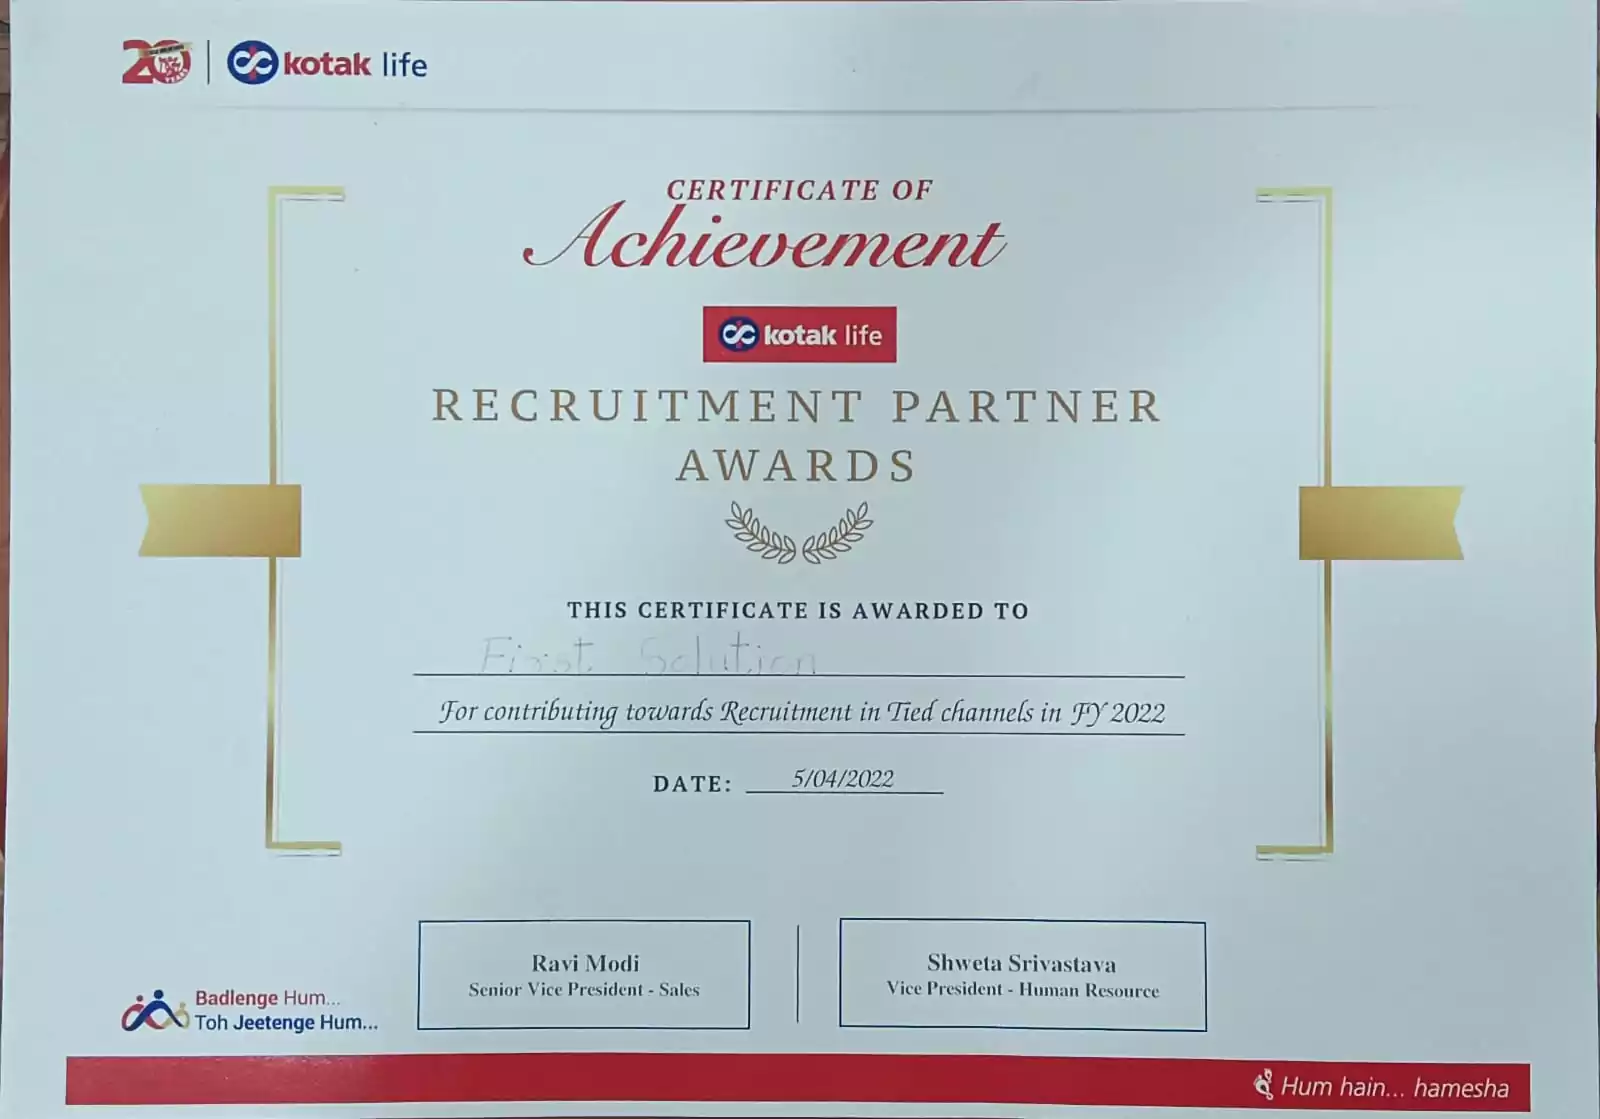 20 kotak life
CERTIFICATE OF
Achievement
kotak life
RECRUITMENT PARTNER
AWARDS
THIS CERTIFICATE IS AWARDED TO
First Solution
For contributing towards Recruitment in Tied channels in FY 2022
DATE: 5/04/2022
Ravi Modi
Senior Vice President - Sales
Shweta Srivastava
Vice President - Human Resource
Badlenge Hum...
Toh Jeetenge Hum...
Hum hain... hamesha